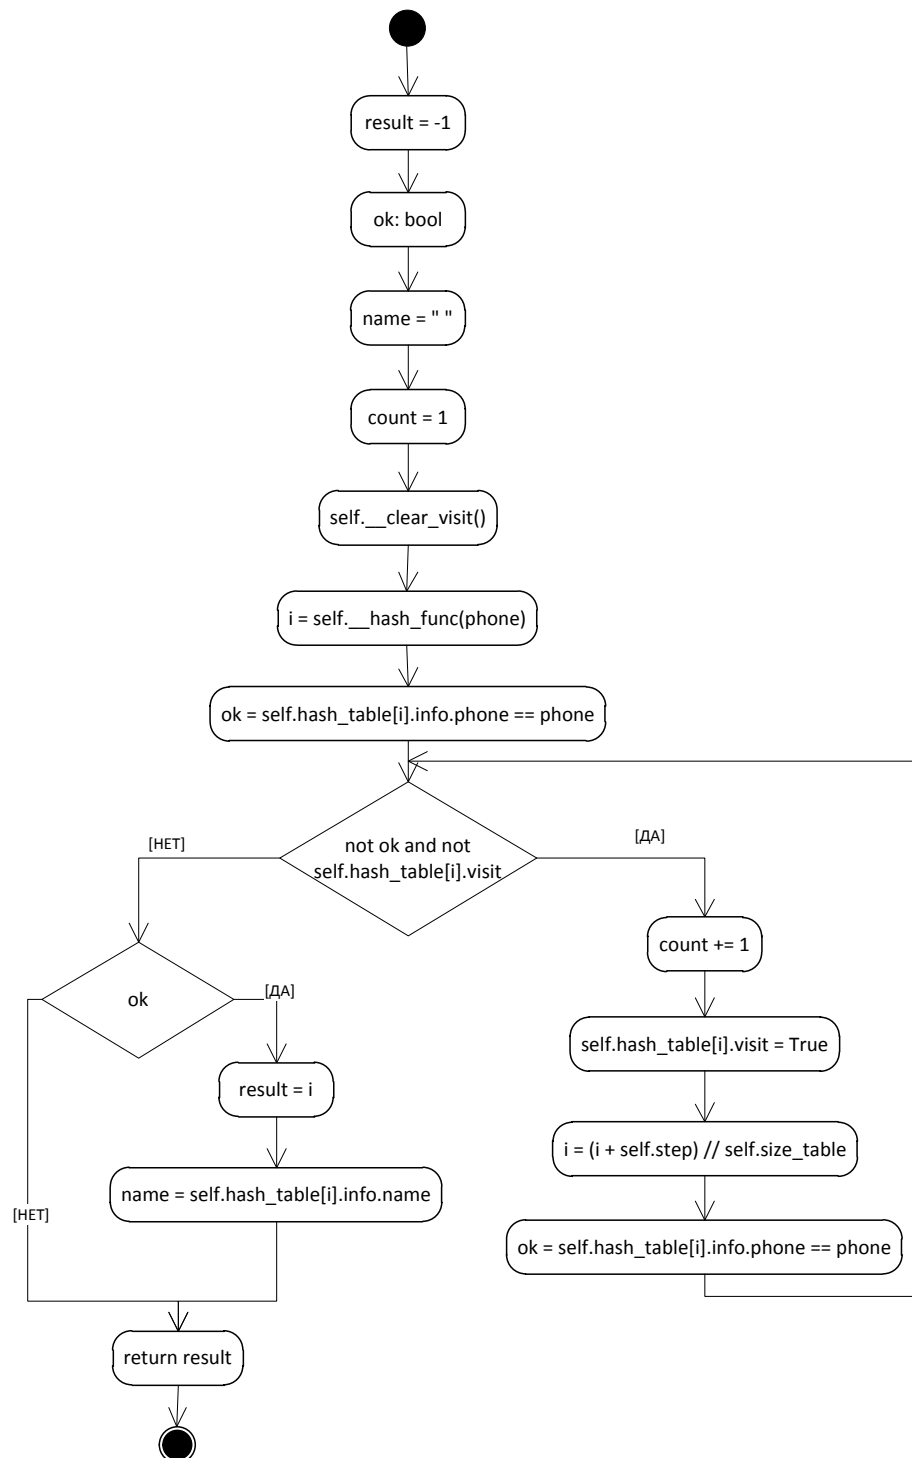 result = -1
ok: bool
name = " "
count = 1
self.__clear_visit()
i = self.__hash_func(phone)
ok = self.hash_table[i].info.phone == phone
not ok and not
self.hash_table[i].visit
[НЕТ]
[ДА]
ok
[ДА]
[НЕТ]
result = i
name = self.hash_table[i].info.name
count += 1
self.hash_table[i].visit = True
i = (i + self.step) // self.size_table
ok = self.hash_table[i].info.phone == phone
return result